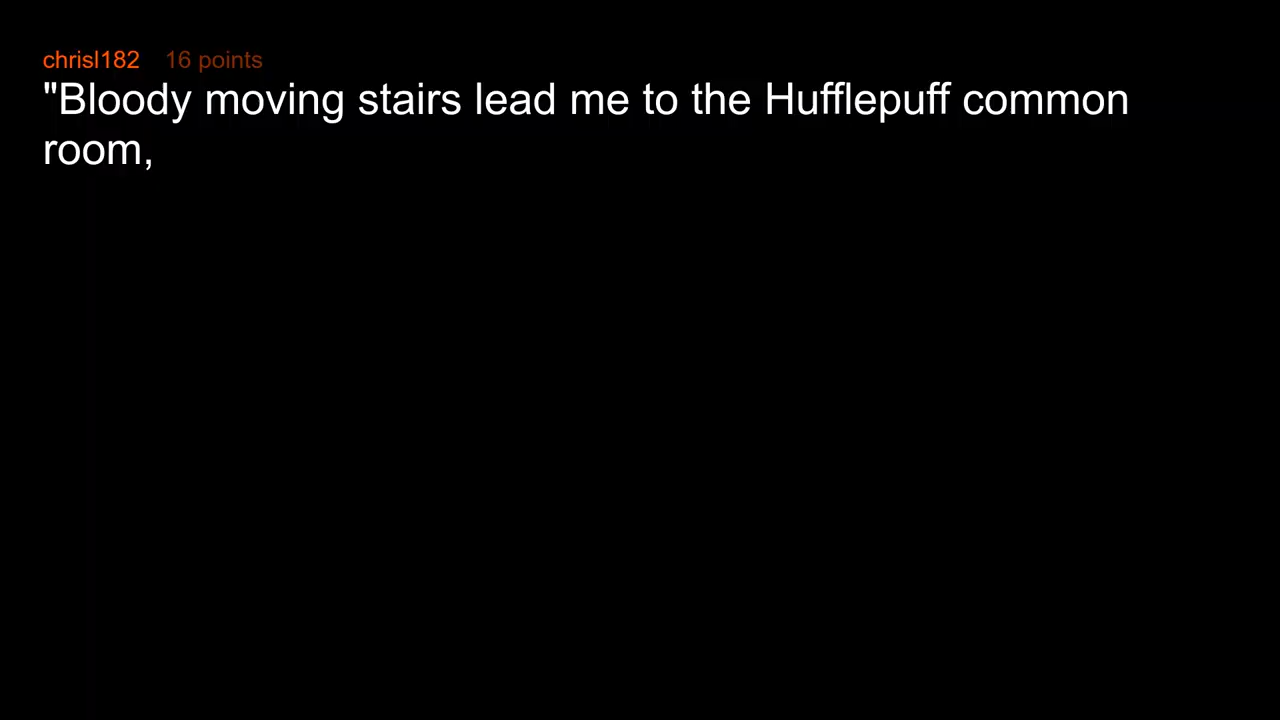 chrisl182 16 points
"Bloody moving stairs lead me to the Hufflepuff common
room,